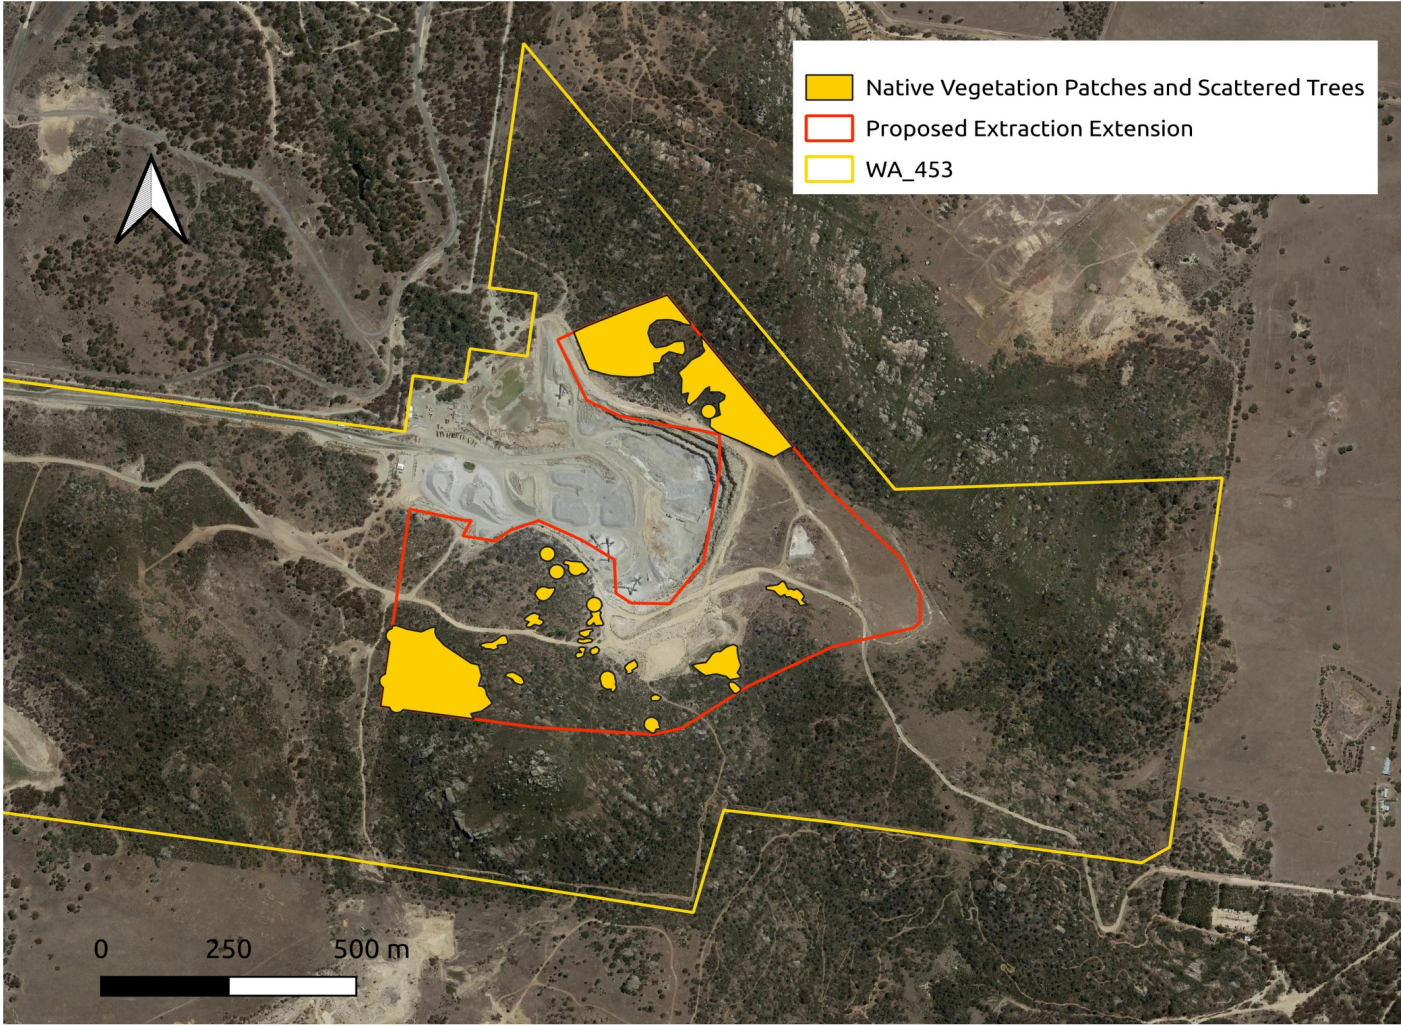 Native Vegetation Patches and Scattered Trees
Proposed Extraction Extension
WA_453
0 250 500 m